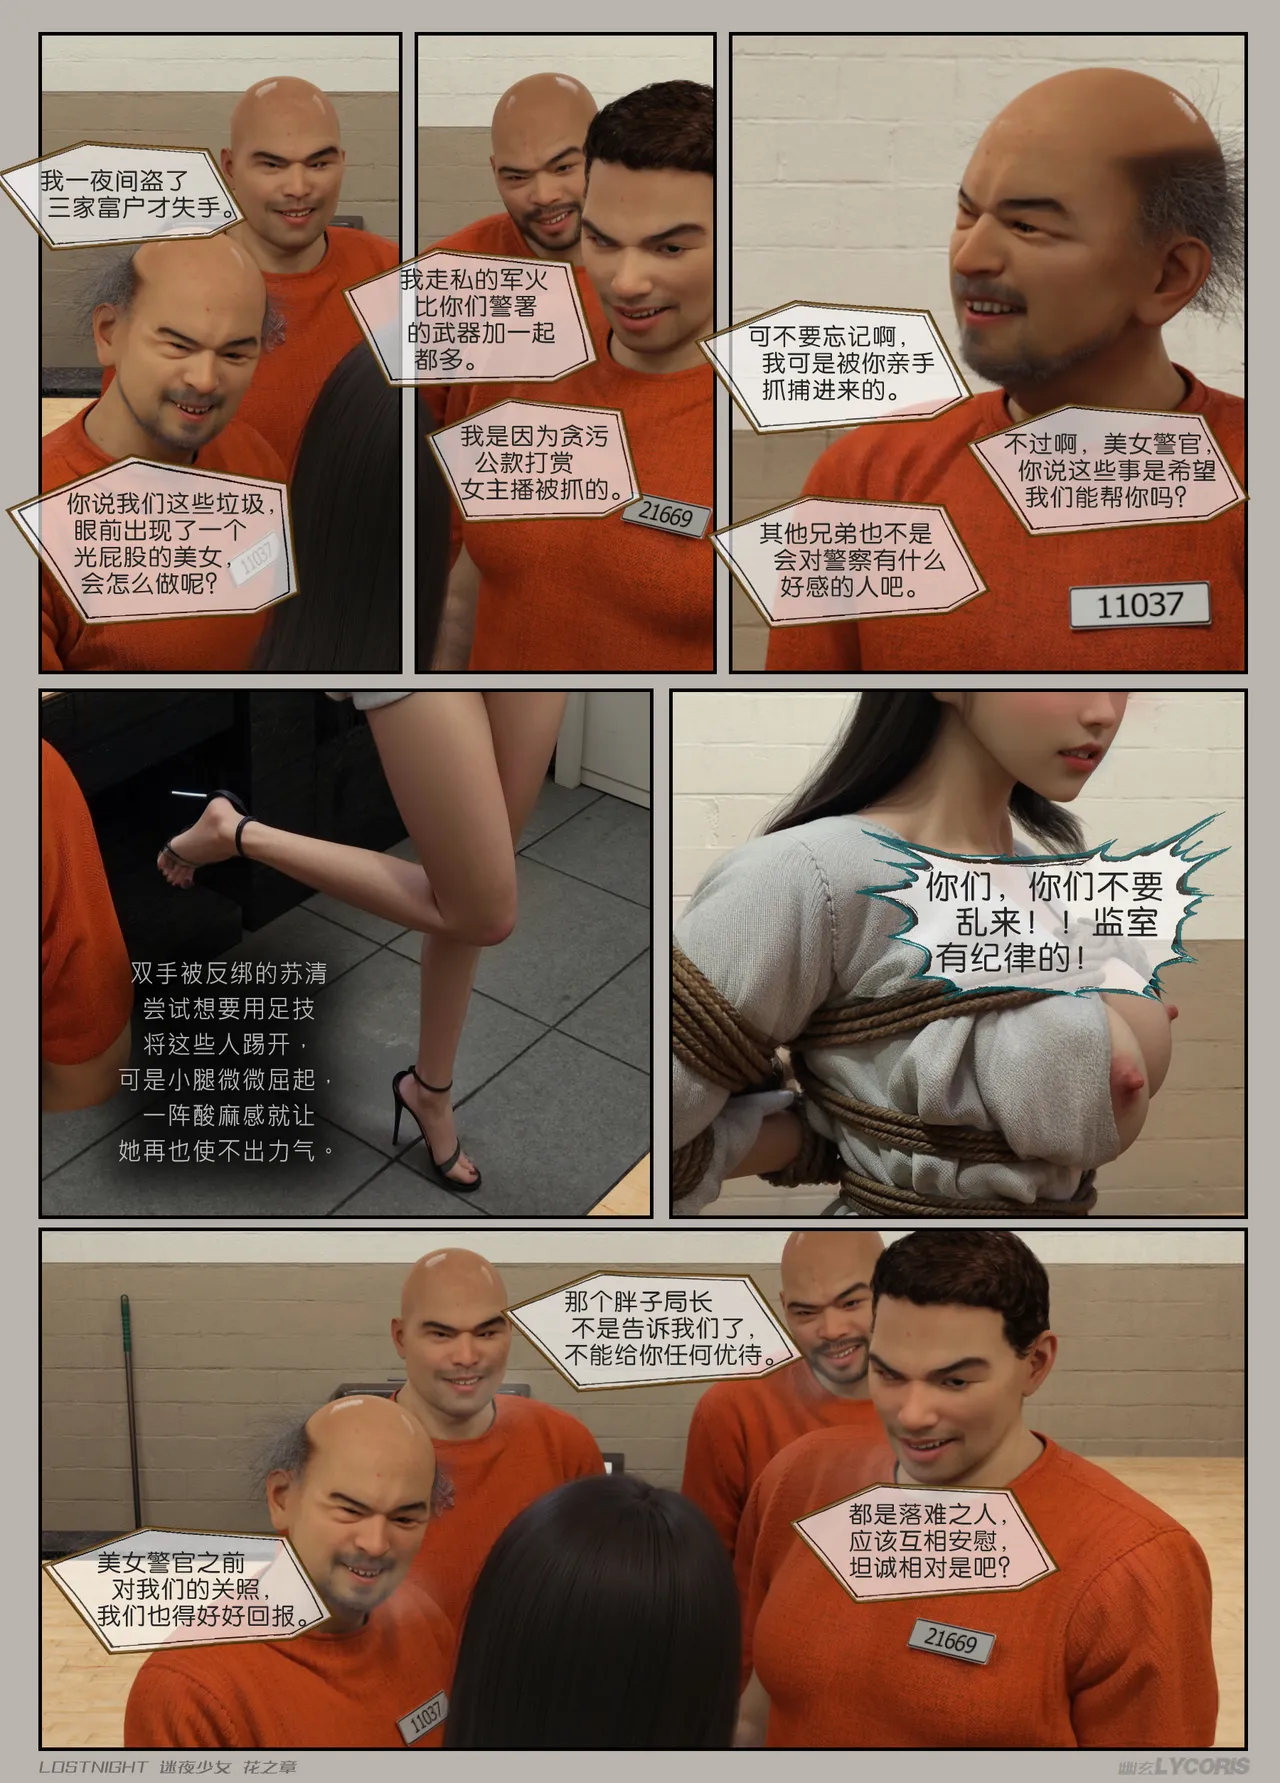 我一夜间盗了
三家富户才失手。
你说我们这些垃圾，
眼前出现了一个
光屁股的美女，
会怎么做呢？
11037
我走私的军火
比你们警署
的武器加一起
都多。
我是因为贪污
公款打赏
女主播被抓的。
21669
可不要忘记啊，
我可是被你亲手
抓捕进来的。
不过啊，美女警官，
你说这些事是希望
我们能帮你吗？
其他兄弟也不是
会对警察有什么
好感的人吧。
11037
双手被反绑的苏清
尝试想要用足技
将这些人踢开，
可是小腿微微屈起，
一阵酸麻感就让
她再也使不出力气。
你们，你们不要
乱来！！监室
有纪律的！
那个胖子局长
不是告诉我们了，
不能给你任何优待。
美女警官之前
对我们的关照，
我们也得好好回报。
都是落难之人，
应该互相安慰，
坦诚相对是吧？
21669
11037
LOSTNIGHT 迷夜少女 花之章
幽玄LYCORIS